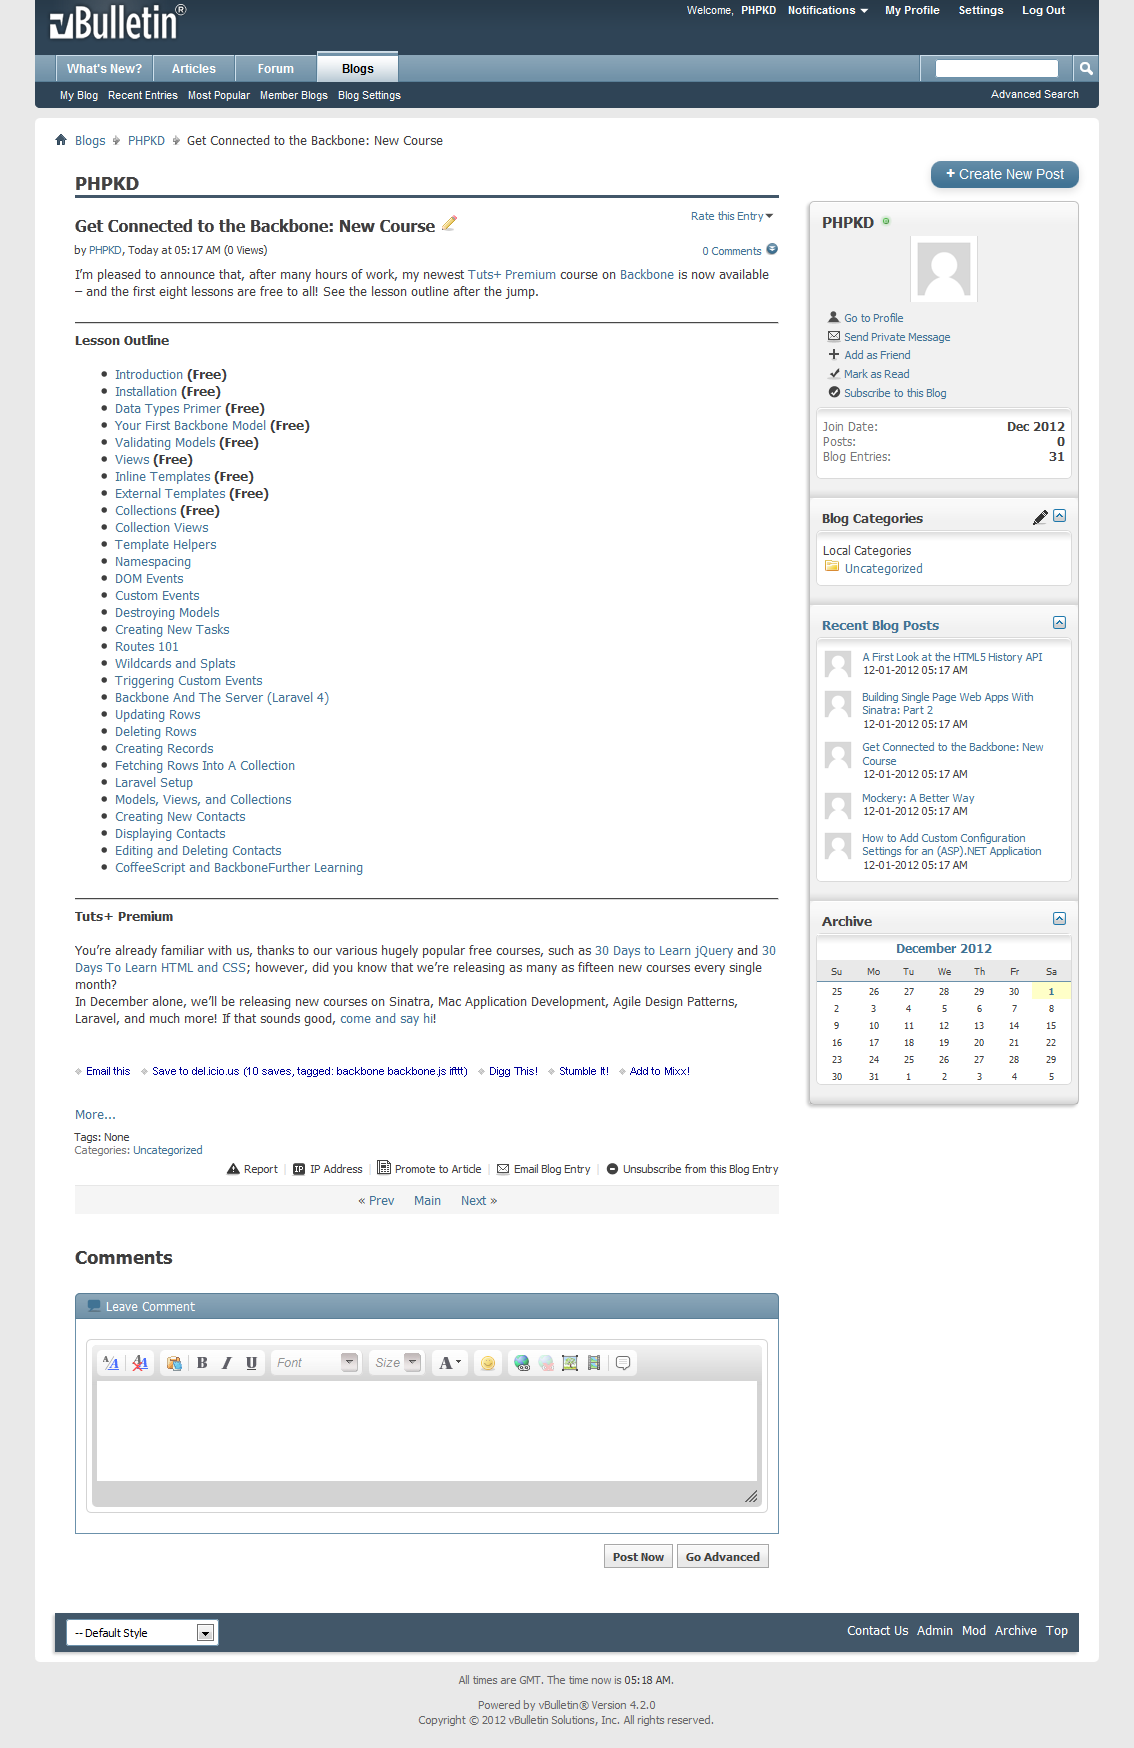 vBulletin®
Welcome, PHPKD Notifications My Profile Settings Log Out
What's New? Articles Forum Blogs
My Blog Recent Entries Most Popular Member Blogs Blog Settings
Advanced Search
Blogs PHPKD Get Connected to the Backbone: New Course
+ Create New Post
PHPKD
Get Connected to the Backbone: New Course
Rate this Entry
by PHPKD, Today at 05:17 AM (0 Views)
0 Comments
I'm pleased to announce that, after many hours of work, my newest Tuts+ Premium course on Backbone is now available
– and the first eight lessons are free to all! See the lesson outline after the jump.
Lesson Outline
Introduction (Free)
Installation (Free)
Data Types Primer (Free)
Your First Backbone Model (Free)
Validating Models (Free)
Views (Free)
Inline Templates (Free)
External Templates (Free)
Collections (Free)
Collection Views
Template Helpers
Namespacing
DOM Events
Custom Events
Destroying Models
Creating New Tasks
Routes 101
Wildcards and Splats
Triggering Custom Events
Backbone And The Server (Laravel 4)
Updating Rows
Deleting Rows
Creating Records
Fetching Rows Into A Collection
Laravel Setup
Models, Views, and Collections
Creating New Contacts
Displaying Contacts
Editing and Deleting Contacts
CoffeeScript and BackboneFurther Learning
Tuts+ Premium
You're already familiar with us, thanks to our various hugely popular free courses, such as 30 Days to Learn jQuery and 30
Days To Learn HTML and CSS; however, did you know that we're releasing as many as fifteen new courses every single
month?
In December alone, we'll be releasing new courses on Sinatra, Mac Application Development, Agile Design Patterns,
Laravel, and much more! If that sounds good, come and say hi!
Email this Save to del.icio.us (10 saves, tagged: backbone backbone.js ifttt) Digg This! Stumble It! Add to Mixx!
More...
Tags: None
Categories: Uncategorized
Report | IP Address | Promote to Article | Email Blog Entry | Unsubscribe from this Blog Entry
« Prev Main Next »
PHPKD
Go to Profile
Send Private Message
Add as Friend
Mark as Read
Subscribe to this Blog
Join Date: Dec 2012
Posts: 0
Blog Entries: 31
Blog Categories
Local Categories
Uncategorized
Recent Blog Posts
A First Look at the HTML5 History API
12-01-2012 05:17 AM
Building Single Page Web Apps With
Sinatra: Part 2
12-01-2012 05:17 AM
Get Connected to the Backbone: New
Course
12-01-2012 05:17 AM
Mockery: A Better Way
12-01-2012 05:17 AM
How to Add Custom Configuration
Settings for an (ASP).NET Application
12-01-2012 05:17 AM
Archive
December 2012
Su Mo Tu We Th Fr Sa
25 26 27 28 29 30 1
2 3 4 5 6 7 8
9 10 11 12 13 14 15
16 17 18 19 20 21 22
23 24 25 26 27 28 29
30 31 1 2 3 4 5
Comments
Leave Comment
A/A AA B I U Font Size A
Post Now Go Advanced
-- Default Style
Contact Us Admin Mod Archive Top
All times are GMT. The time now is 05:18 AM.
Powered by vBulletin® Version 4.2.0
Copyright © 2012 vBulletin Solutions, Inc. All rights reserved.